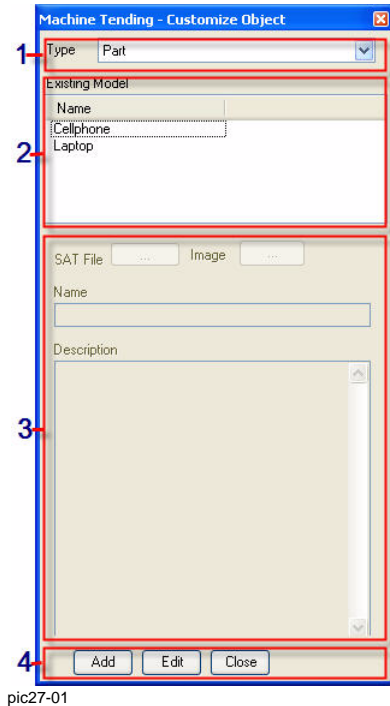 Machine Tending - Customize Object
1 Type Part
Existing Model
Name
2 Cellphone
Laptop
SAT File ... Image ...
Name
Description
3
4 Add Edit Close
pic27-01